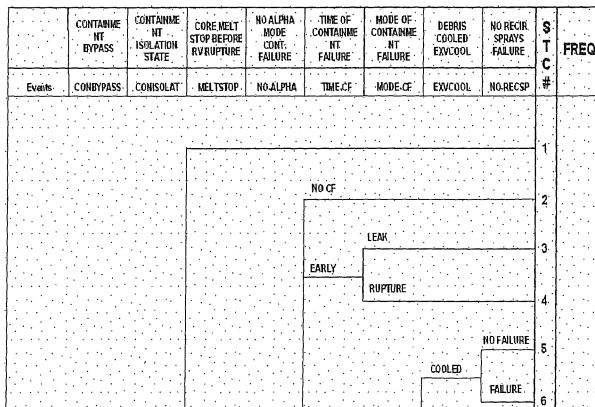 CONTAINME CONTAINME CORE MELT NO ALPHA TIME OF MODE OF DEBRIS NO RECIR S
NT NT STOP BEFORE MODE CONTAINME CONTAINME COOLED SPRAYS T FREQ
BYPASS ISOLATION RV RUPTURE CONT. NT NT EXVCOOL FAILURE C
STATE FAILURE FAILURE FAILURE #
Events CONBYPASS CONISOLAT MELTSTOP NO-ALPHA TIME-CF MODE-CF EXVCOOL NO-RECSP
1
NO CF
2
LEAK
3
EARLY
RUPTURE
4
NO FAILURE
5
COOLED
FAILURE
6